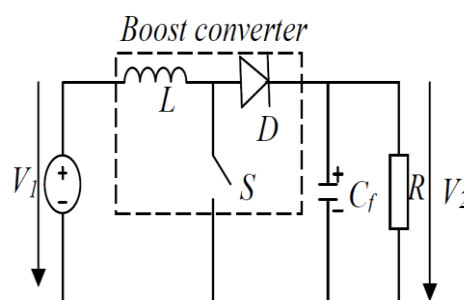 Boost converter
L
D
V1
S
Cf
R
V2
+
-
+
-